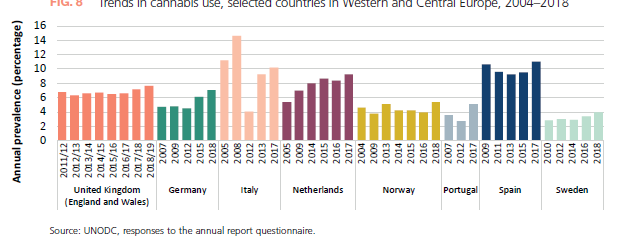 FIG. 8 Trends in cannabis use, selected countries in Western and Central Europe, 2004–2018
Annual prevalence (percentage)
16
14
12
10
8
6
4
2
0
2011/12 2012/13 2013/14 2014/15 2015/16 2016/17 2017/18 2018/19 2007 2009 2012 2015 2018 2005 2008 2012 2013 2017 2005 2009 2014 2015 2016 2017 2004 2009 2013 2014 2015 2016 2018 2007 2012 2017 2009 2011 2013 2015 2017 2010 2012 2014 2016 2018
United Kingdom Germany Italy Netherlands Norway Portugal Spain Sweden
(England and Wales)
Source: UNODC, responses to the annual report questionnaire.